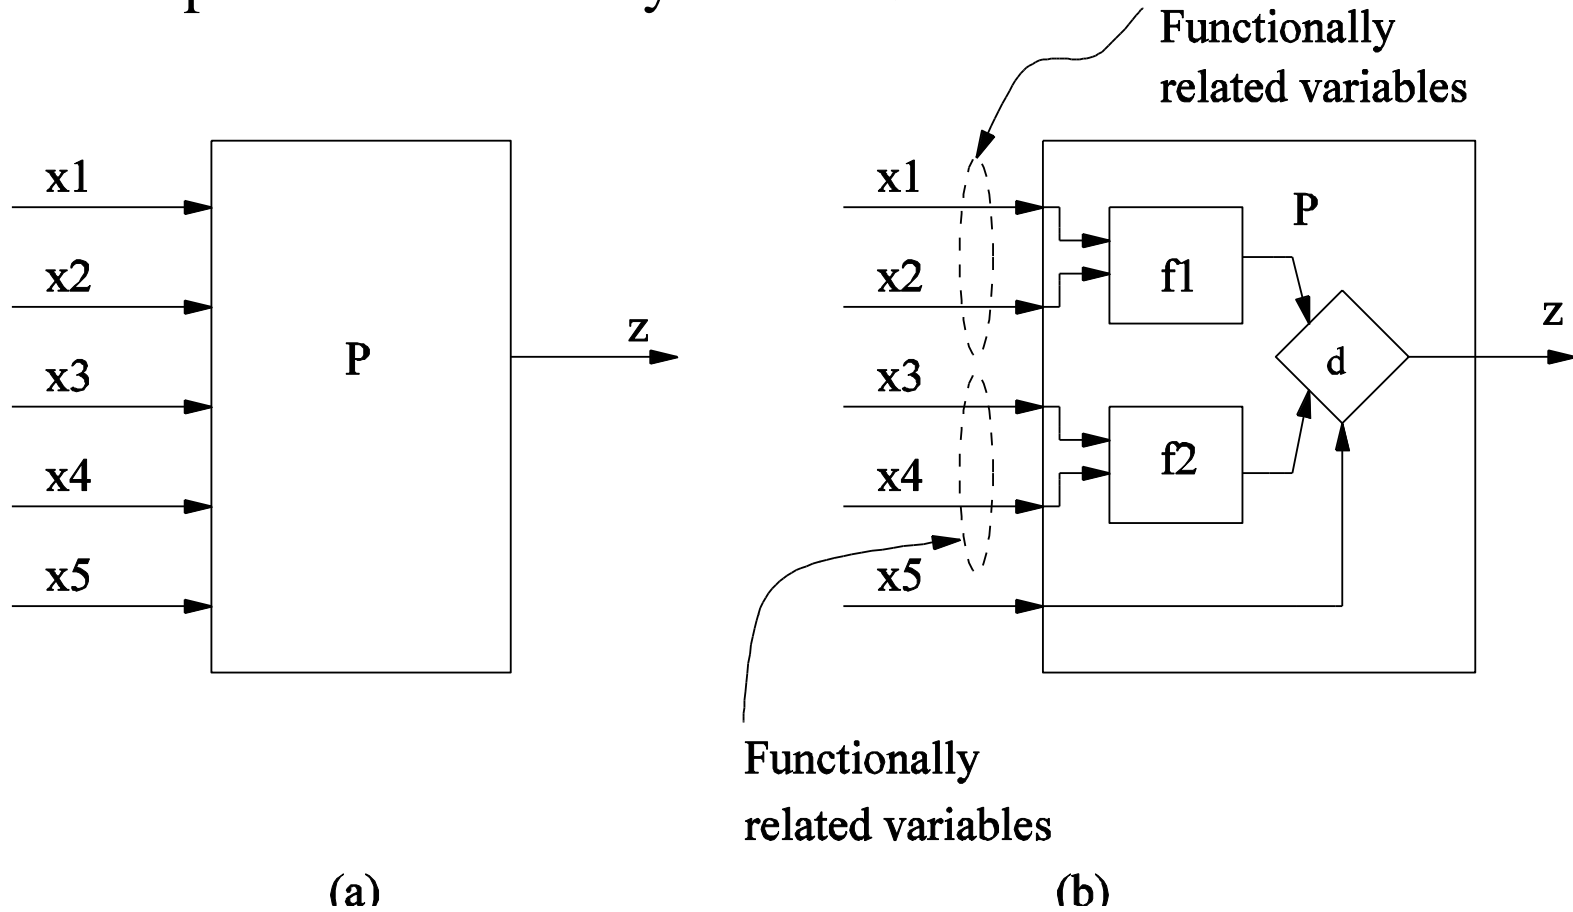 x1
x2
x3
x4
x5
P
z
(a)
Functionally
related variables
x1
x2
x3
x4
x5
P
f1
f2
d
z
Functionally
related variables
(b)